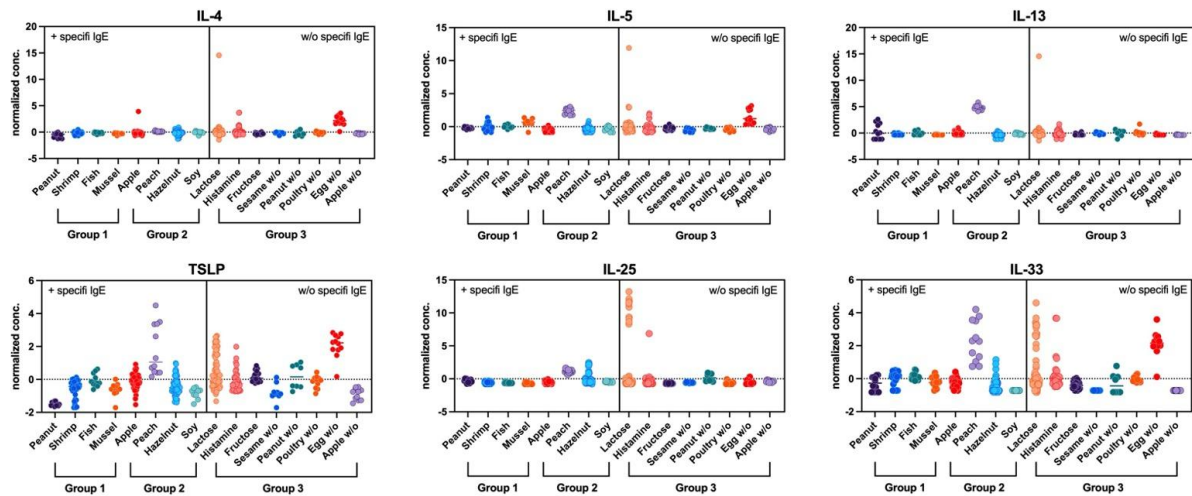 IL-4
20
15
10
5
0
-5
normalized conc.
+ specifi IgE
w/o specifi IgE
Peanut
Shrimp
Fish
Mussel
Apple
Peach
Hazelnut
Soy
Lactose
Histamine
Fructose
Sesame w/o
Peanut w/o
Poultry w/o
Egg w/o
Apple w/o
Group 1
Group 2
Group 3
IL-5
15
10
5
0
-5
normalized conc.
+ specifi IgE
w/o specifi IgE
Peanut
Shrimp
Fish
Mussel
Apple
Peach
Hazelnut
Soy
Lactose
Histamine
Fructose
Sesame w/o
Peanut w/o
Poultry w/o
Egg w/o
Apple w/o
Group 1
Group 2
Group 3
IL-13
20
15
10
5
0
-5
normalized conc.
+ specifi IgE
w/o specifi IgE
Peanut
Shrimp
Fish
Mussel
Apple
Peach
Hazelnut
Soy
Lactose
Histamine
Fructose
Sesame w/o
Peanut w/o
Poultry w/o
Egg w/o
Apple w/o
Group 1
Group 2
Group 3
TSLP
6
4
2
0
-2
normalized conc.
+ specifi IgE
w/o specifi IgE
Peanut
Shrimp
Fish
Mussel
Apple
Peach
Hazelnut
Soy
Lactose
Histamine
Fructose
Sesame w/o
Peanut w/o
Poultry w/o
Egg w/o
Apple w/o
Group 1
Group 2
Group 3
IL-25
15
10
5
0
-5
normalized conc.
+ specifi IgE
w/o specifi IgE
Peanut
Shrimp
Fish
Mussel
Apple
Peach
Hazelnut
Soy
Lactose
Histamine
Fructose
Sesame w/o
Peanut w/o
Poultry w/o
Egg w/o
Apple w/o
Group 1
Group 2
Group 3
IL-33
6
4
2
0
-2
normalized conc.
+ specifi IgE
w/o specifi IgE
Peanut
Shrimp
Fish
Mussel
Apple
Peach
Hazelnut
Soy
Lactose
Histamine
Fructose
Sesame w/o
Peanut w/o
Poultry w/o
Egg w/o
Apple w/o
Group 1
Group 2
Group 3